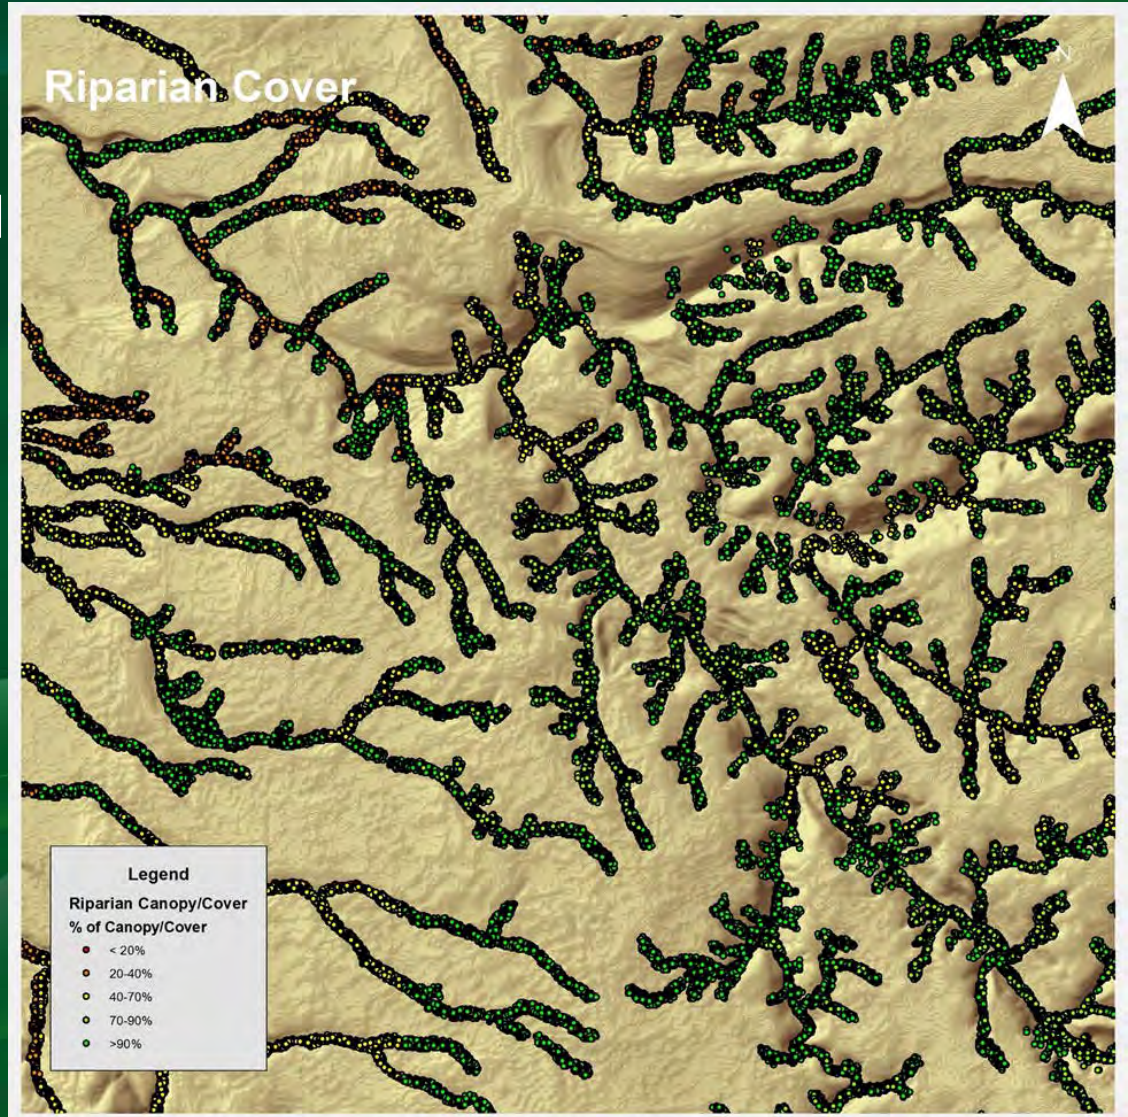 Riparian Cover
N
Legend
Riparian Canopy/Cover
% of Canopy/Cover
< 20%
20-40%
40-70%
70-90%
>90%